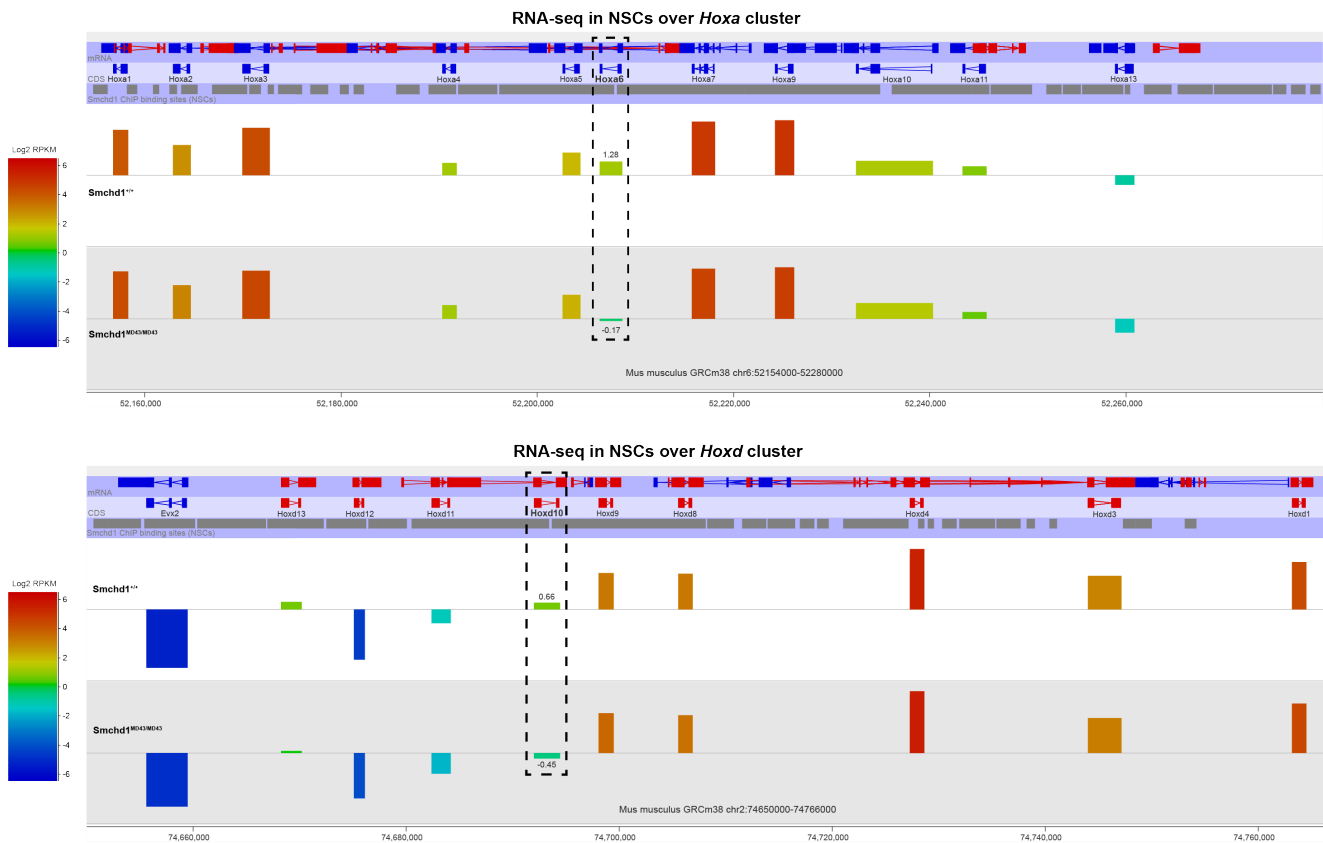 RNA-seq in NSCs over Hoxa cluster
mRNA
CDS Hoxa1 Hoxa2 Hoxa3 Hoxa4 Hoxa5 Hoxa6 Hoxa7 Hoxa9 Hoxa10 Hoxa11 Hoxa13
Smchd1 ChIP binding sites (NSCs)
Log2 RPKM
6
4
2
0
-2
-4
-6
1.28
Smchd1+/+
-0.17
Smchd1MD43/MD43
Mus musculus GRCm38 chr6:52154000-52280000
52,160,000 52,180,000 52,200,000 52,220,000 52,240,000 52,260,000
RNA-seq in NSCs over Hoxd cluster
mRNA
CDS Evx2 Hoxd13 Hoxd12 Hoxd11 Hoxd10 Hoxd9 Hoxd8 Hoxd4 Hoxd3 Hoxd1
Smchd1 ChIP binding sites (NSCs)
Log2 RPKM
6
4
2
0
-2
-4
-6
Smchd1+/+
0.66
Smchd1MD43/MD43
-0.45
Mus musculus GRCm38 chr2:74650000-74766000
74,660,000 74,680,000 74,700,000 74,720,000 74,740,000 74,760,000